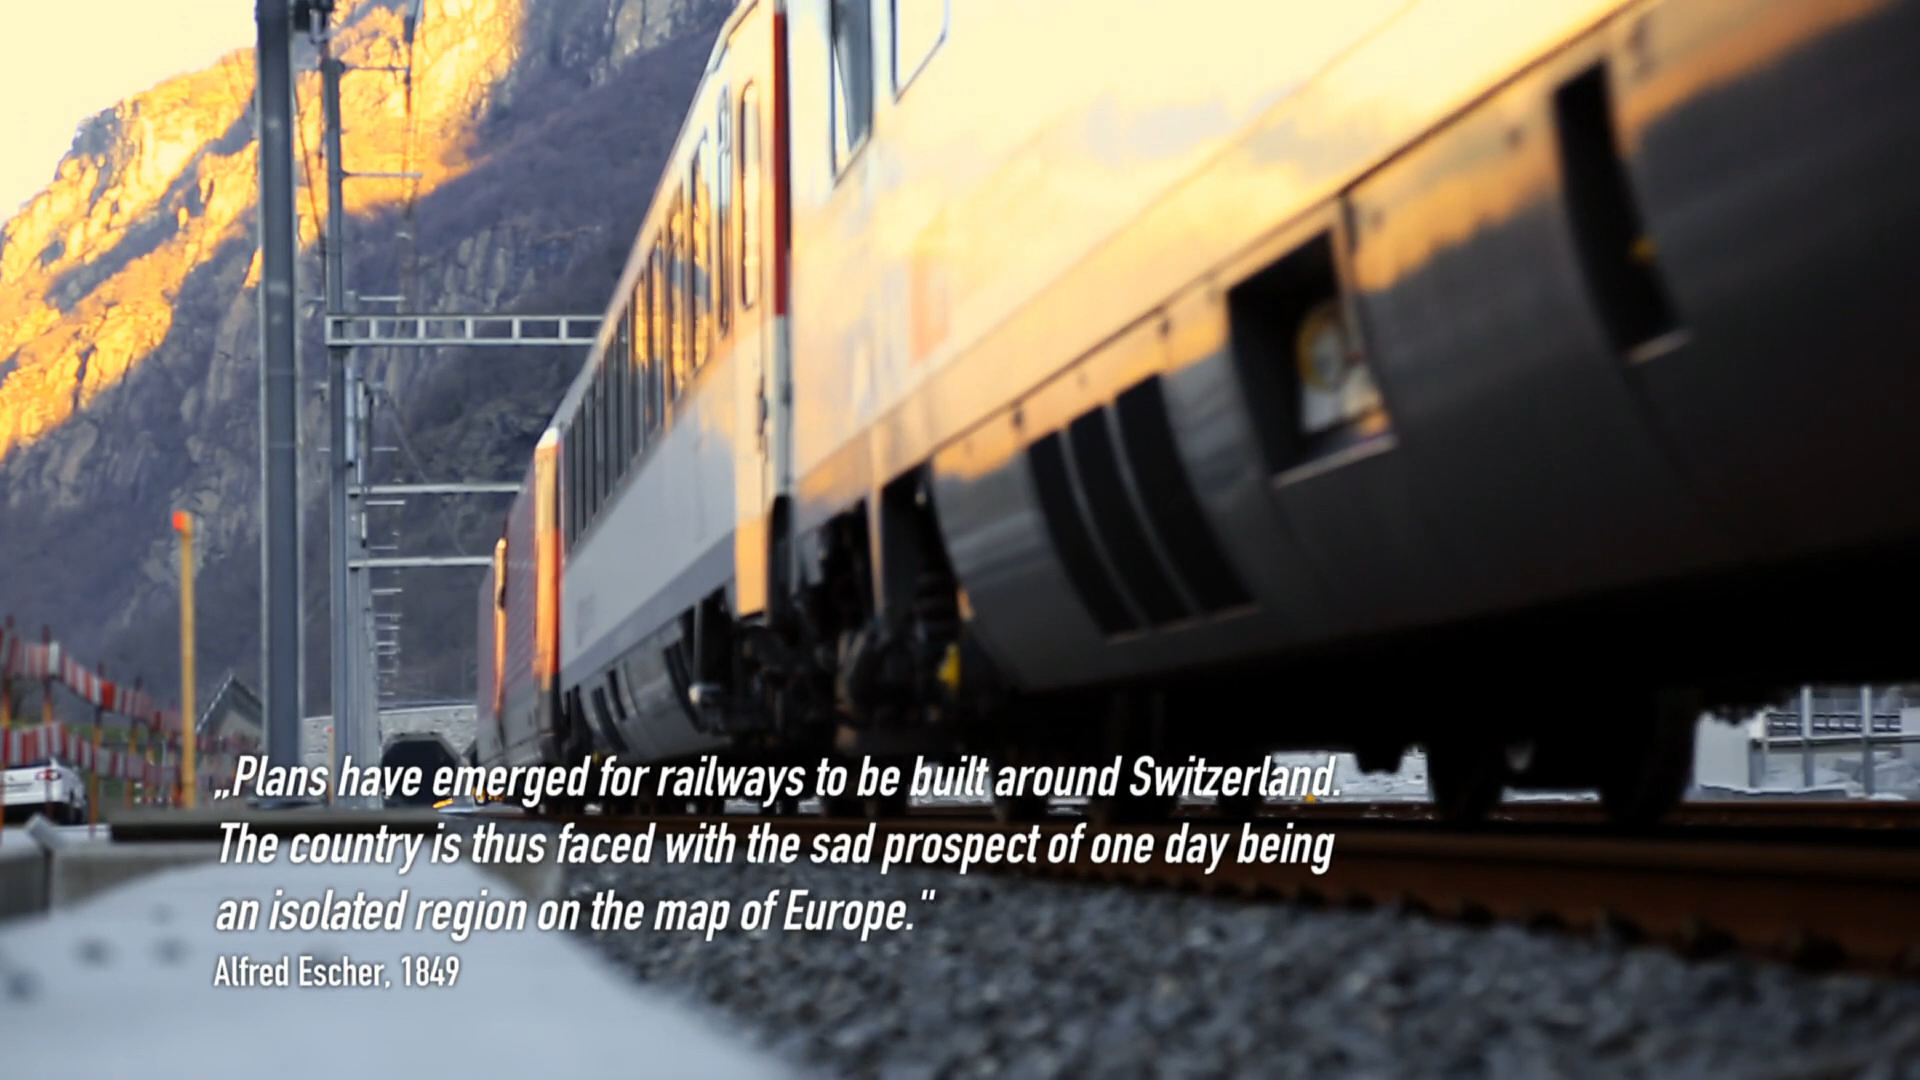 „Plans have emerged for railways to be built around Switzerland.
The country is thus faced with the sad prospect of one day being
an isolated region on the map of Europe."
Alfred Escher, 1849